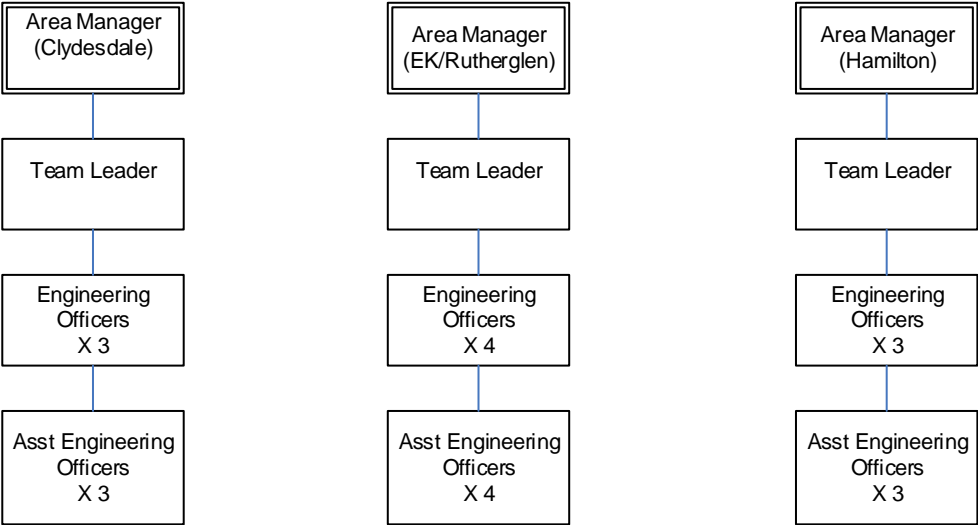 Area Manager
(Clydesdale)
Area Manager
(EK/Rutherglen)
Area Manager
(Hamilton)
Team Leader
Team Leader
Team Leader
Engineering
Officers
X 3
Engineering
Officers
X 4
Engineering
Officers
X 3
Asst Engineering
Officers
X 3
Asst Engineering
Officers
X 4
Asst Engineering
Officers
X 3